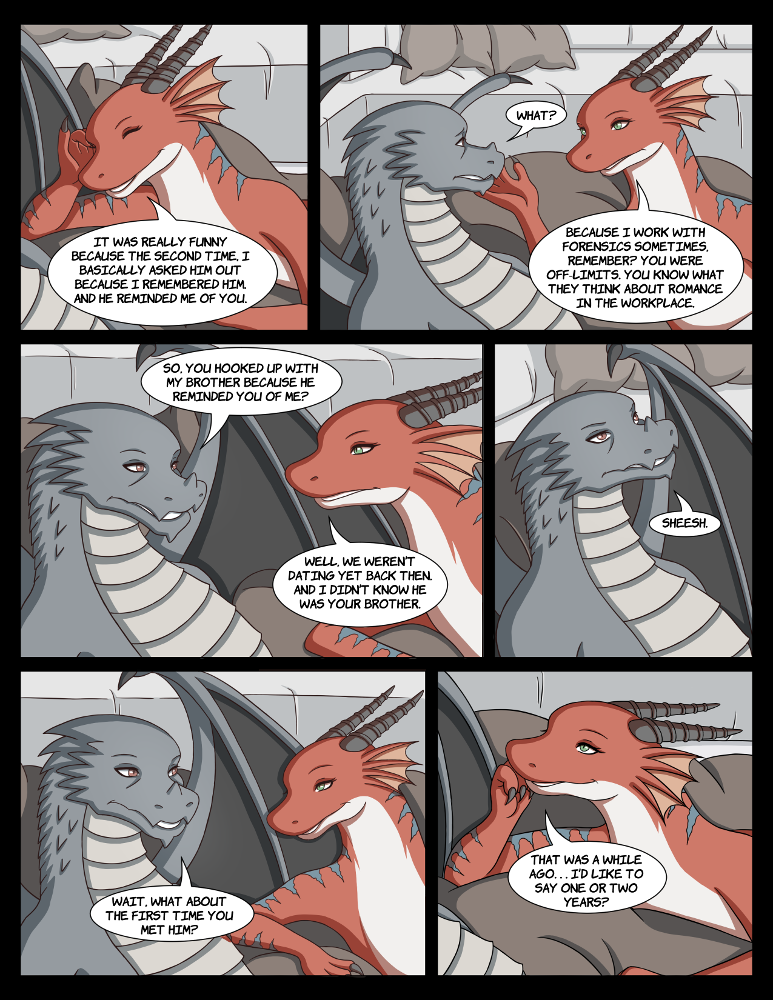 IT WAS REALLY FUNNY
BECAUSE THE SECOND TIME, I
BASICALLY ASKED HIM OUT
BECAUSE I REMEMBERED HIM.
AND HE REMINDED ME OF YOU.
WHAT?
BECAUSE I WORK WITH
FORENSICS SOMETIMES,
REMEMBER? YOU WERE
OFF-LIMITS. YOU KNOW WHAT
THEY THINK ABOUT ROMANCE
IN THE WORKPLACE.
SO, YOU HOOKED UP WITH
MY BROTHER BECAUSE HE
REMINDED YOU OF ME?
WELL, WE WEREN'T
DATING YET BACK THEN,
AND I DIDN'T KNOW HE
WAS YOUR BROTHER.
SHEESH.
WAIT, WHAT ABOUT
THE FIRST TIME YOU
MET HIM?
THAT WAS A WHILE
AGO... I'D LIKE TO
SAY ONE OR TWO
YEARS?